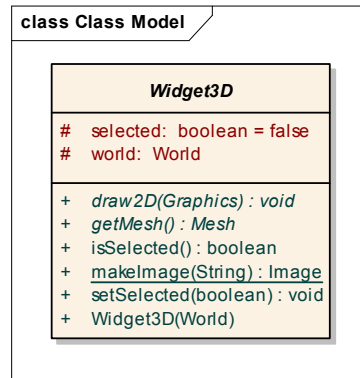 class Class Model
Widget3D
# selected: boolean = false
# world: World
+ draw2D(Graphics) : void
+ getMesh() : Mesh
+ isSelected() : boolean
+ makeImage(String) : Image
+ setSelected(boolean) : void
+ Widget3D(World)